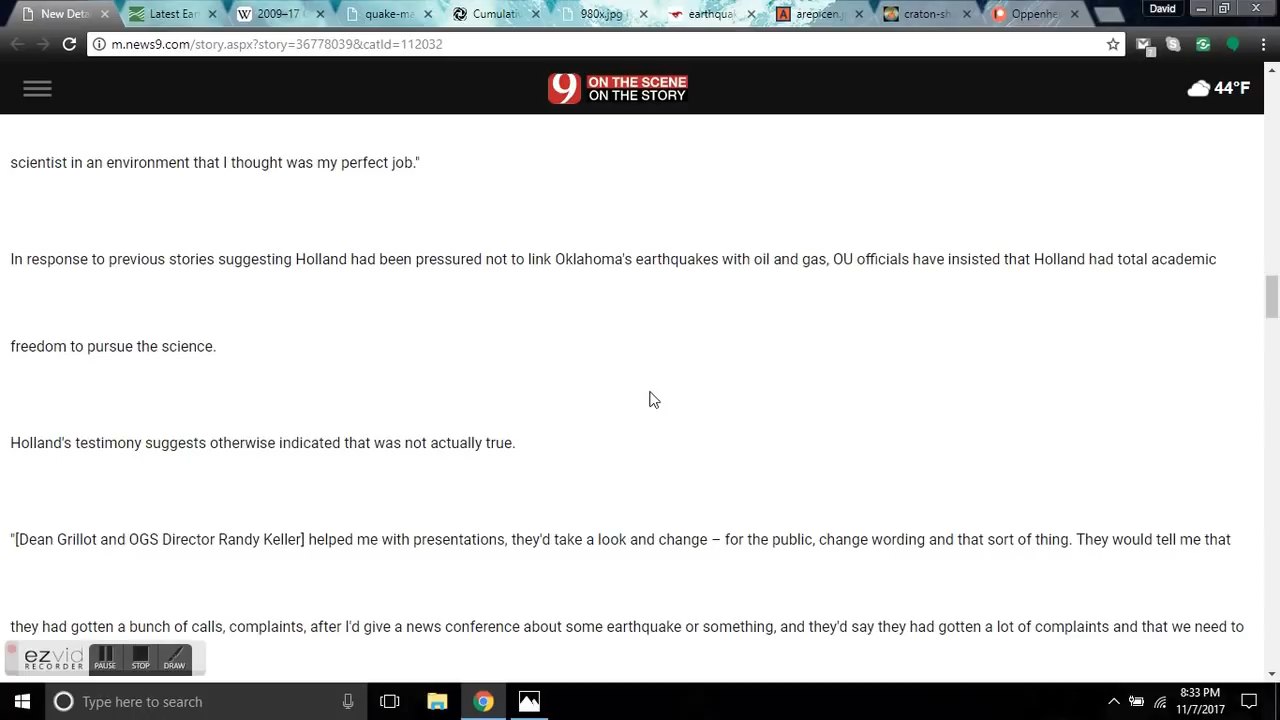 New Deta
Latest Ear
2009–17
quake-ma
Cumulati
980x.jpg (
earthqua
arepicen.j
craton-sh
Oppenhe
David
m.news9.com/story.aspx?story=36778039&catId=112032
9 ON THE SCENE
ON THE STORY
44°F
scientist in an environment that I thought was my perfect job."
In response to previous stories suggesting Holland had been pressured not to link Oklahoma's earthquakes with oil and gas, OU officials have insisted that Holland had total academic
freedom to pursue the science.
Holland's testimony suggests otherwise indicated that was not actually true.
"[Dean Grillot and OGS Director Randy Keller] helped me with presentations, they'd take a look and change – for the public, change wording and that sort of thing. They would tell me that
they had gotten a bunch of calls, complaints, after I'd give a news conference about some earthquake or something, and they'd say they had gotten a lot of complaints and that we need to
ezvid
RECORDER
PAUSE
STOP
DRAW
Type here to search
8:33 PM
11/7/2017